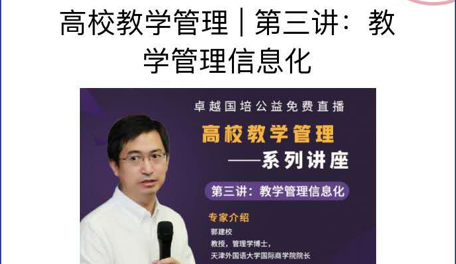 高校教学管理 | 第三讲：教
学管理信息化
卓越国培公益免费直播
高校教学管理
——系列讲座
第三讲：教学管理信息化
专家介绍
郭建校
教授，管理学博士，
天津外国语大学国际商学院院长